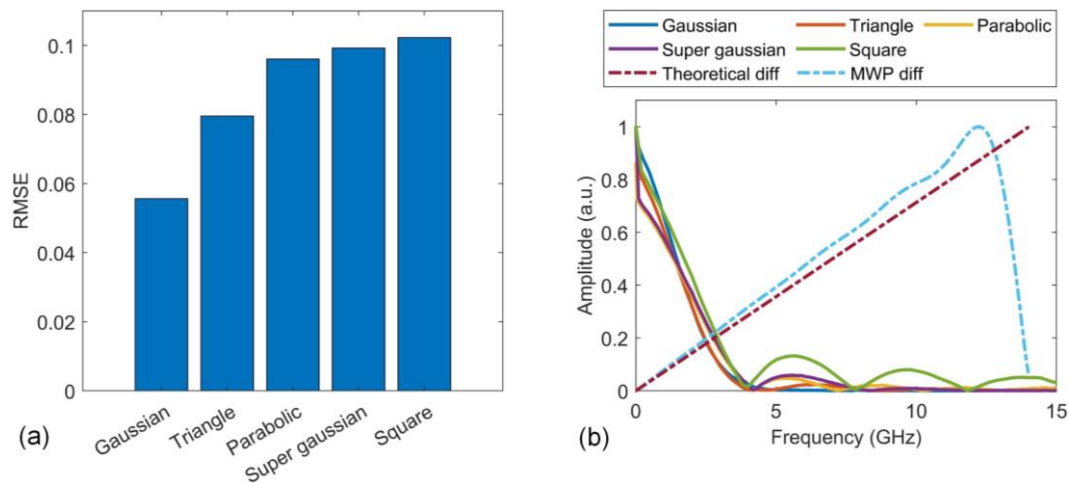 0.1
0.08
0.06
0.04
0.02
0
RMSE
Gaussian
Triangle
Parabolic
Super gaussian
Square
(a)
Gaussian Triangle Parabolic
Super gaussian Square
Theoretical diff MWP diff
1
0.8
0.6
0.4
0.2
0
Amplitude (a.u.)
0 5 10 15
Frequency (GHz)
(b)